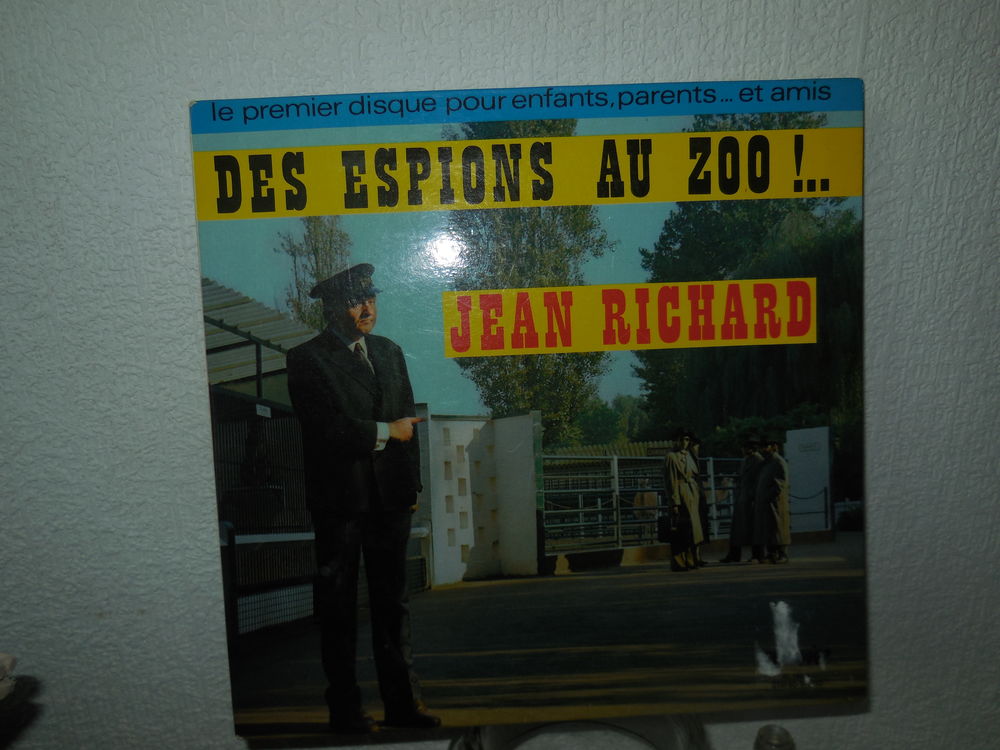 le premier disque pour enfants, parents... et amis
DES ESPIONS AU ZOO !..
JEAN RICHARD